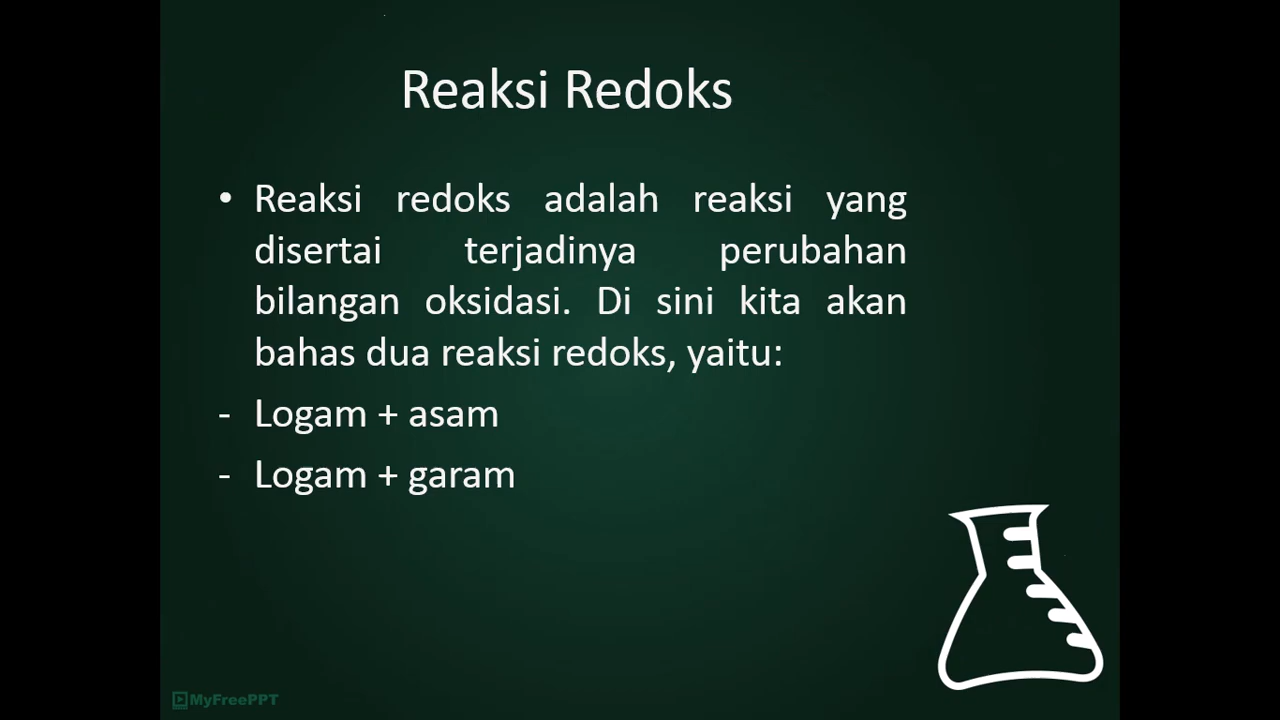 Reaksi Redoks
• Reaksi redoks adalah reaksi yang
disertai terjadinya perubahan
bilangan oksidasi. Di sini kita akan
bahas dua reaksi redoks, yaitu:
- Logam + asam
- Logam + garam
MyFreePPT